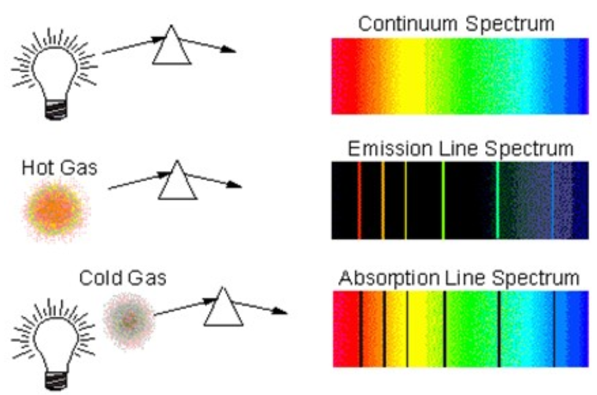 Continuum Spectrum
Emission Line Spectrum
Hot Gas
Cold Gas
Absorption Line Spectrum